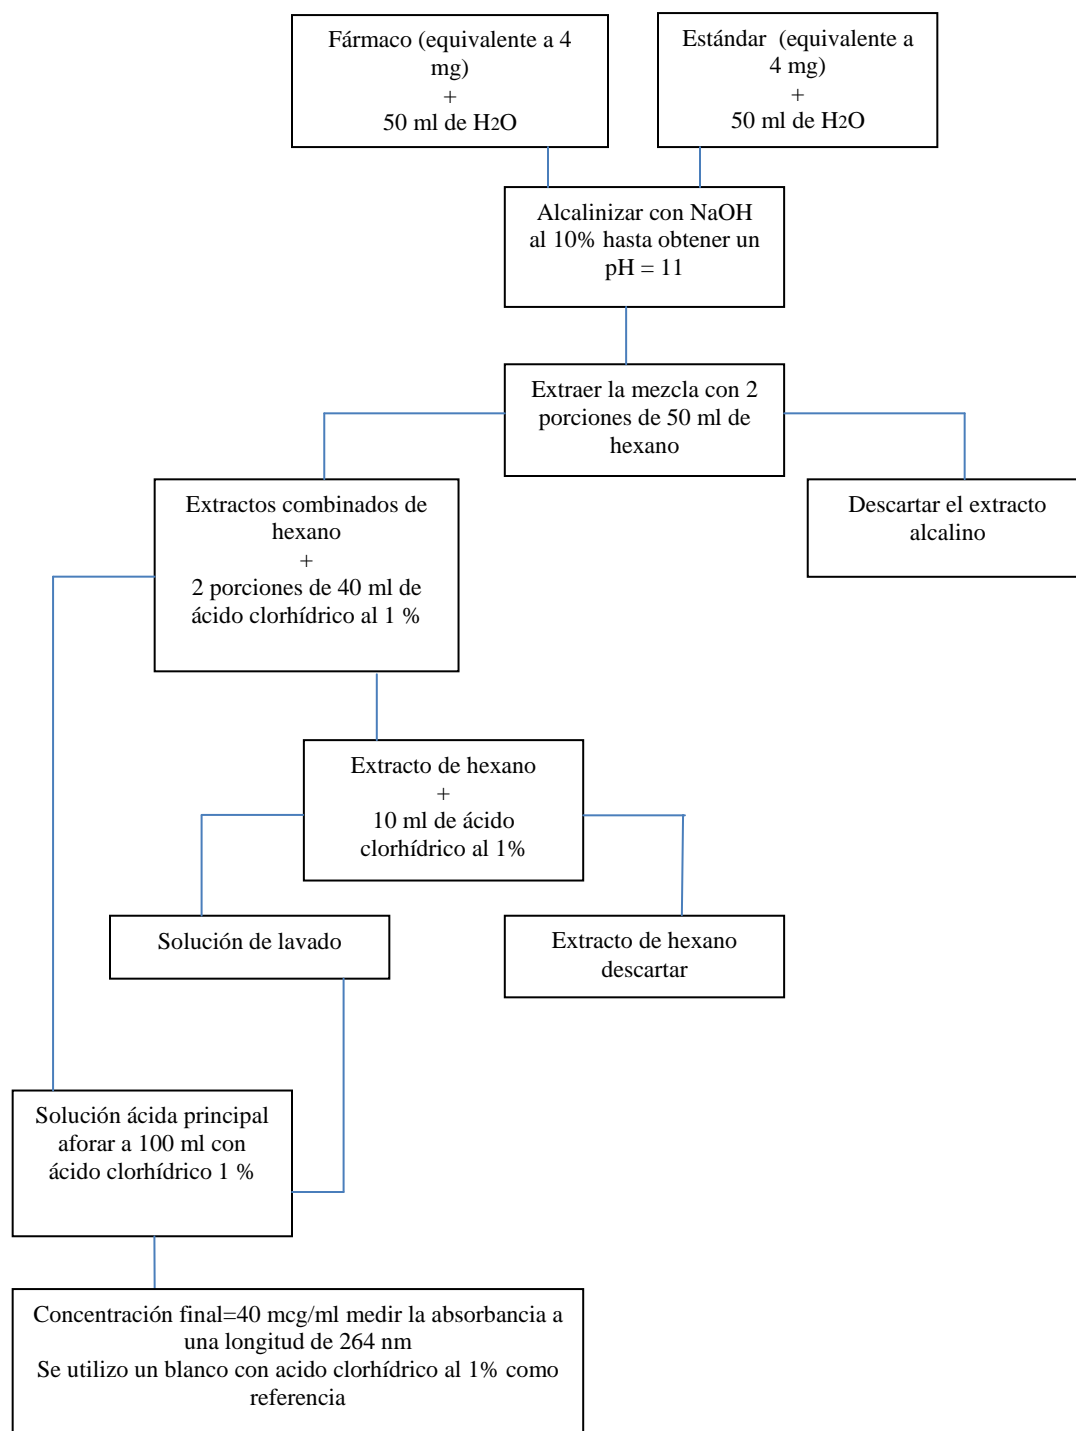 Fármaco (equivalente a 4
mg)
+
50 ml de H2O
Estándar (equivalente a
4 mg)
+
50 ml de H2O
Alcalinizar con NaOH
al 10% hasta obtener un
pH = 11
Extraer la mezcla con 2
porciones de 50 ml de
hexano
Extractos combinados de
hexano
+
2 porciones de 40 ml de
ácido clorhídrico al 1 %
Descartar el extracto
alcalino
Extracto de hexano
+
10 ml de ácido
clorhídrico al 1%
Solución de lavado
Extracto de hexano
descartar
Solución ácida principal
aforar a 100 ml con
ácido clorhídrico 1 %
Concentración final=40 mcg/ml medir la absorbancia a
una longitud de 264 nm
Se utilizo un blanco con acido clorhídrico al 1% como
referencia